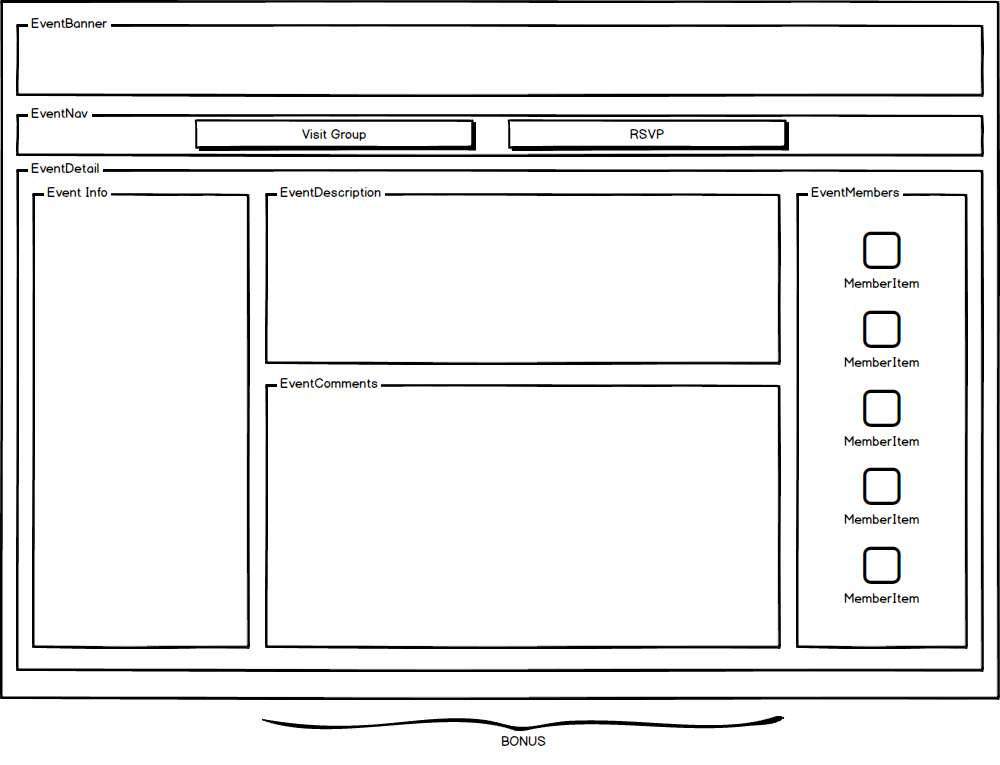 EventBanner
EventNav
Visit Group
RSVP
EventDetail
Event Info
EventDescription
EventComments
EventMembers
MemberItem
MemberItem
MemberItem
MemberItem
MemberItem
BONUS